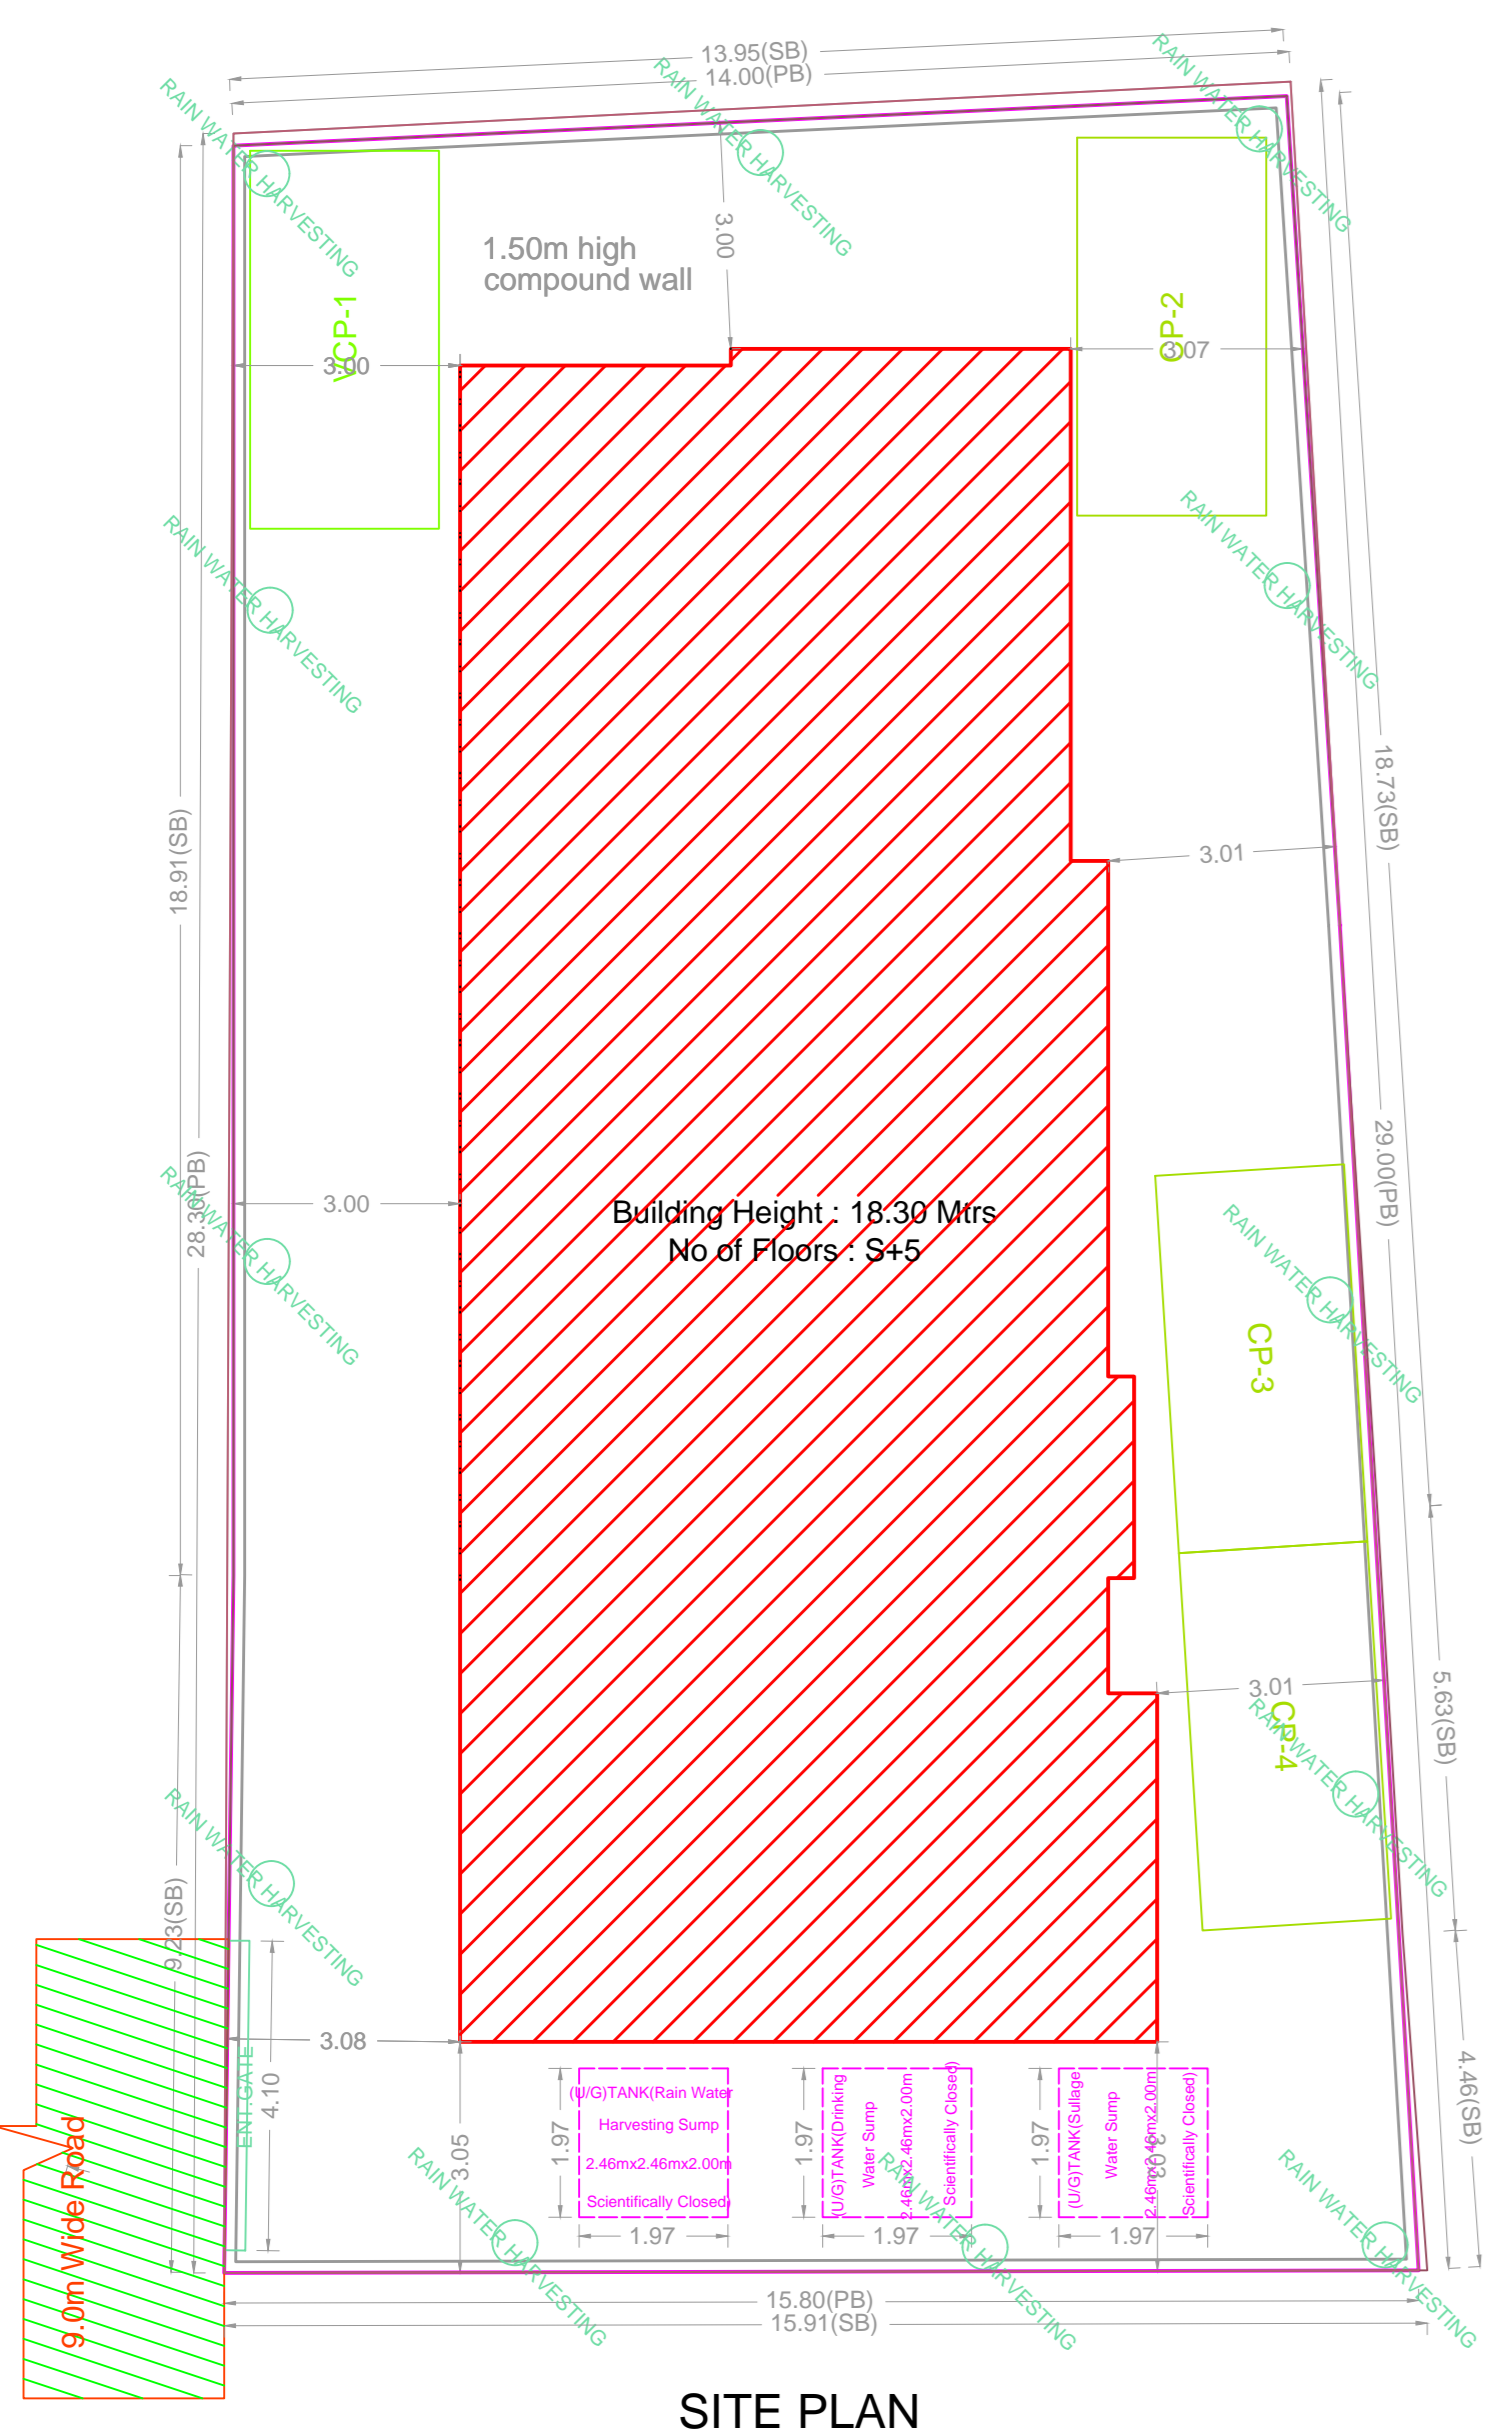 13.95(SB)
14.00(PB)
RAIN WATER HARVESTING
RAIN WATER HARVESTING
RAIN WATER HARVESTING
1.50m high
compound wall
3.00
VCP-1
CP-2
3.00
3.07
RAIN WATER HARVESTING
RAIN WATER HARVESTING
18.73(SB)
18.91(SB)
3.01
28.30(PB)
29.00(PB)
RAIN WATER HARVESTING
3.00
Building Height : 18.30 Mtrs
No of Floors : S+5
RAIN WATER HARVESTING
CP-3
3.01
5.63(SB)
CP-4
RAIN WATER HARVESTING
RAIN WATER HARVESTING
9.23(SB)
3.08
ENT.GATE
4.10
9.0m Wide Road
3.05
1.97
(U/G)TANK(Rain Water
Harvesting Sump
2.46mx2.46mx2.00m
Scientifically Closed)
1.97
1.97
(U/G)TANK(Drinking
Water Sump
2.46mx2.46mx2.00m
Scientifically Closed)
1.97
1.97
(U/G)TANK(Sullage
Water Sump
2.46mx2.46mx2.00m
Scientifically Closed)
1.97
4.46(SB)
RAIN WATER HARVESTING
RAIN WATER HARVESTING
RAIN WATER HARVESTING
15.80(PB)
15.91(SB)
SITE PLAN